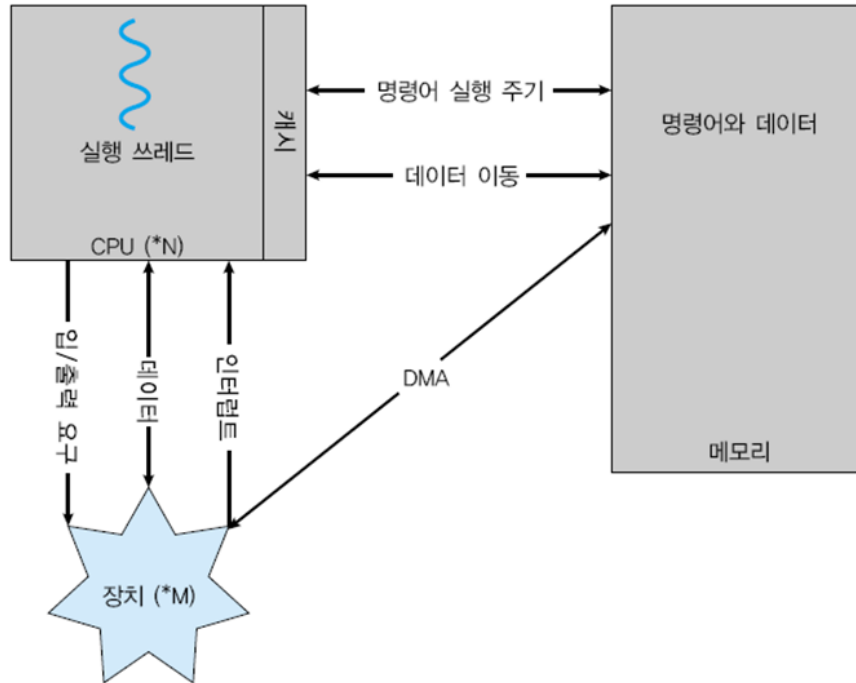 실행 쓰레드
캐시
CPU (*N)
명령어 실행 주기
데이터 이동
명령어와 데이터
메모리
입/출력 요구
데이터
인터럽트
DMA
장치 (*M)